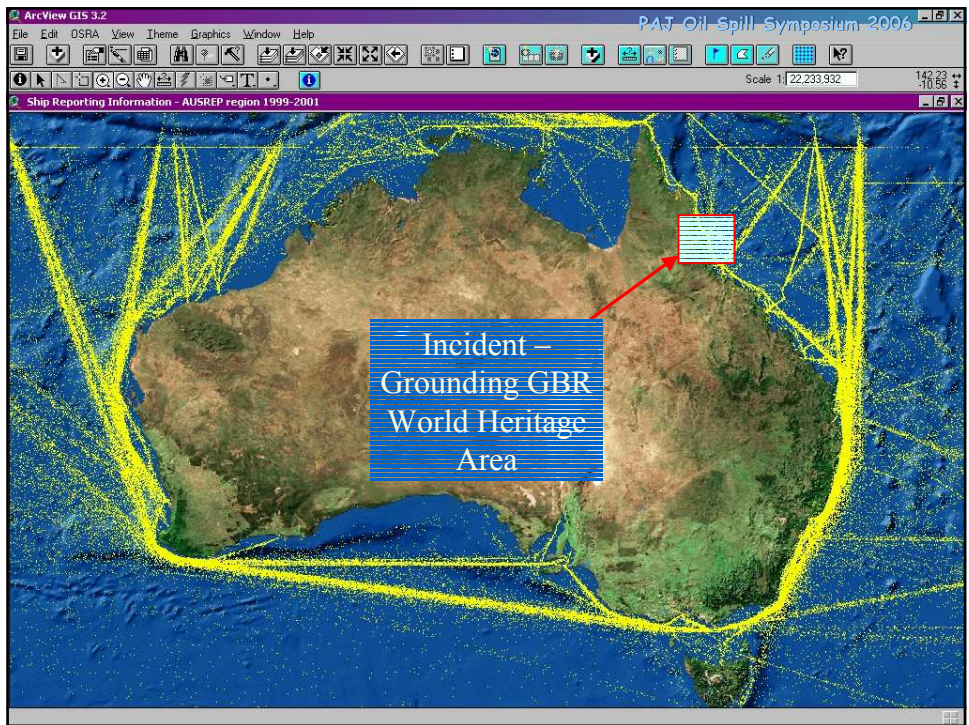 ArcView GIS 3.2
PAJ Oil Spill Symposium 2006
File Edit OSRA View Theme Graphics Window Help
Scale 1: 22,233,932
142.23
-10.56
Ship Reporting Information - AUSREP region 1999-2001
Incident –
Grounding GBR
World Heritage
Area